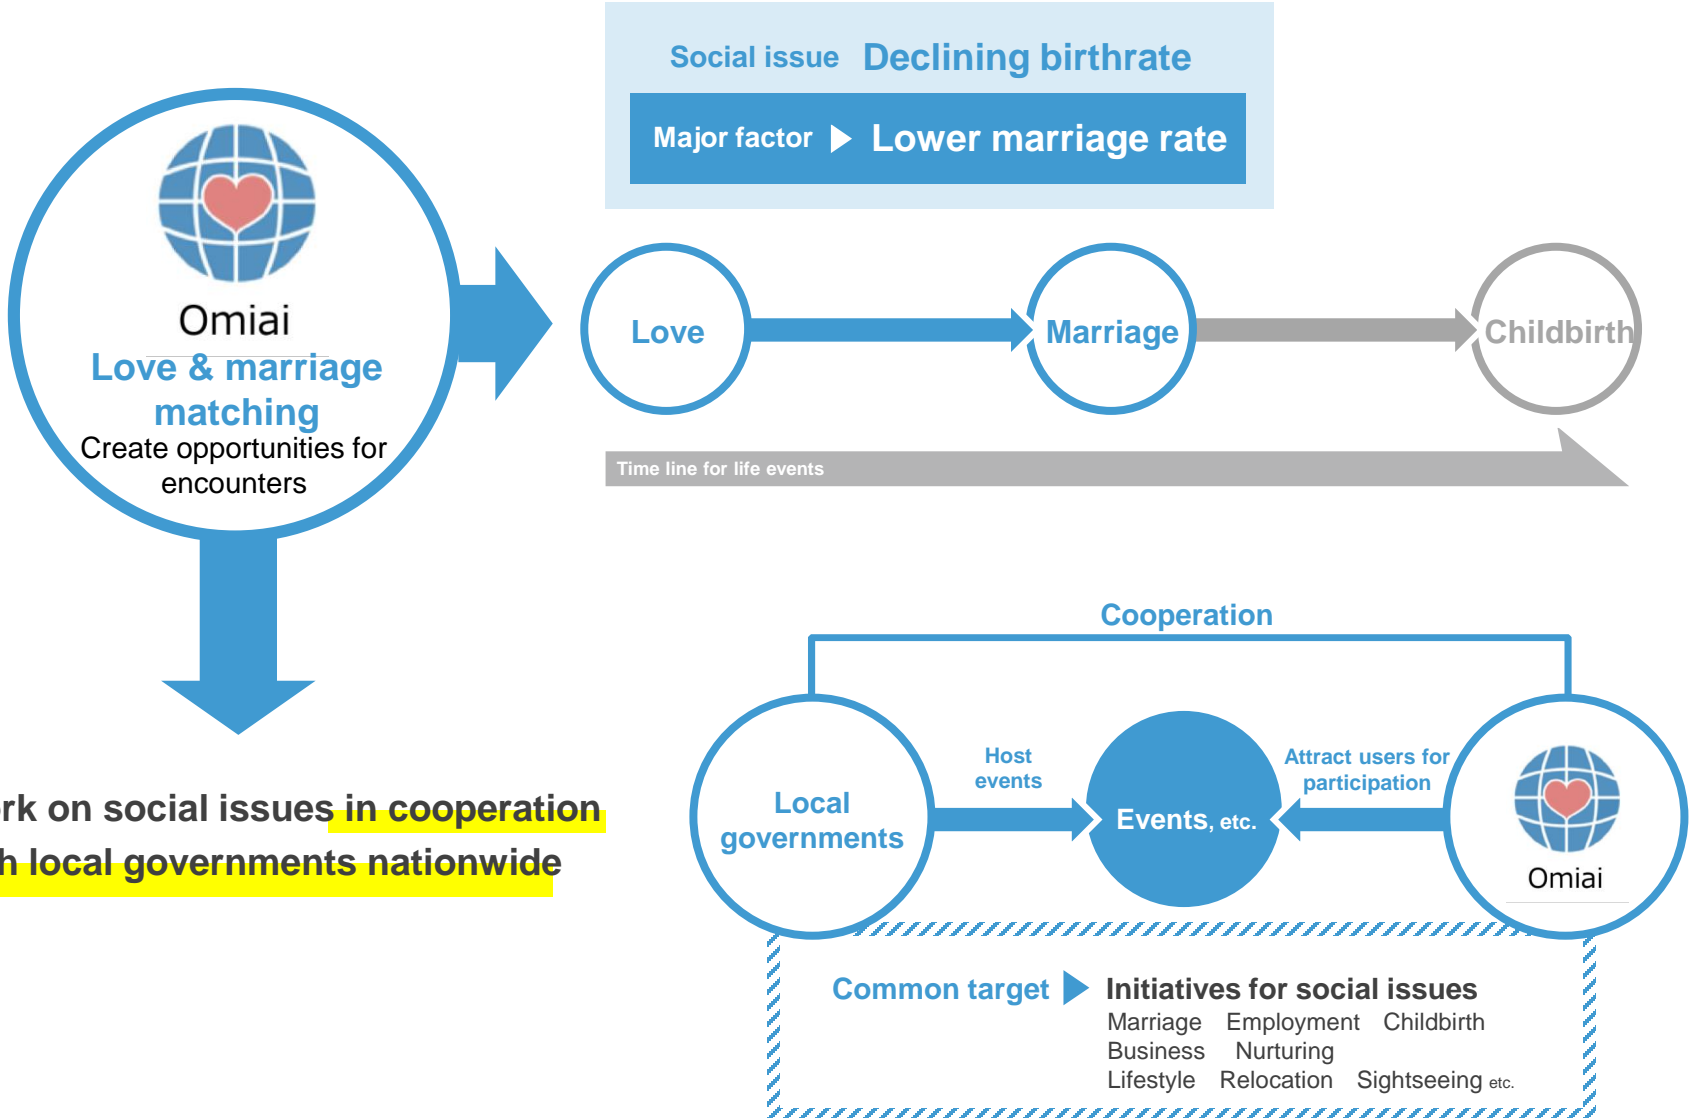 Social issue Declining birthrate
Major factor ▶ Lower marriage rate
Omiai
Love & marriage
matching
Create opportunities for
encounters
Love
Marriage
Childbirth
Time line for life events
rk on social issues in cooperation
h local governments nationwide
Cooperation
Local
governments
Host
events
Events, etc.
Attract users for
participation
Omiai
Common target ▶ Initiatives for social issues
Marriage Employment Childbirth
Business Nurturing
Lifestyle Relocation Sightseeing etc.